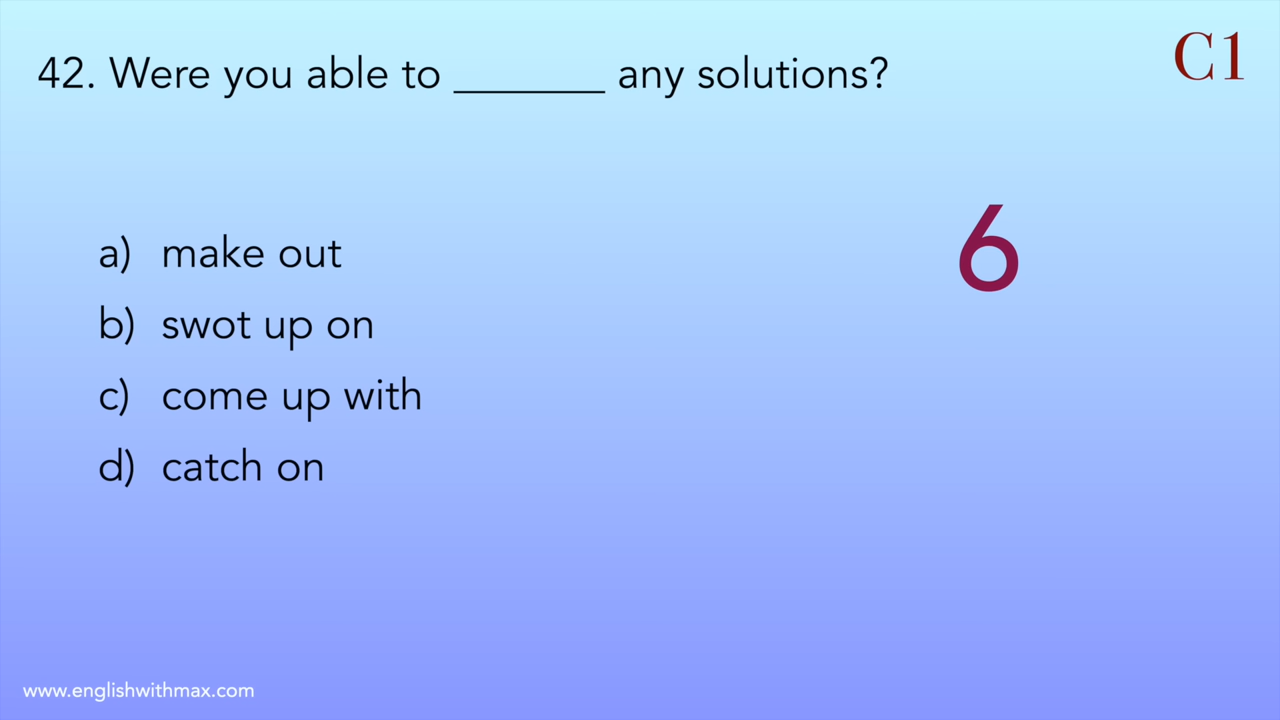 42. Were you able to _______ any solutions?
C1
6
a) make out
b) swot up on
c) come up with
d) catch on
www.englishwithmax.com